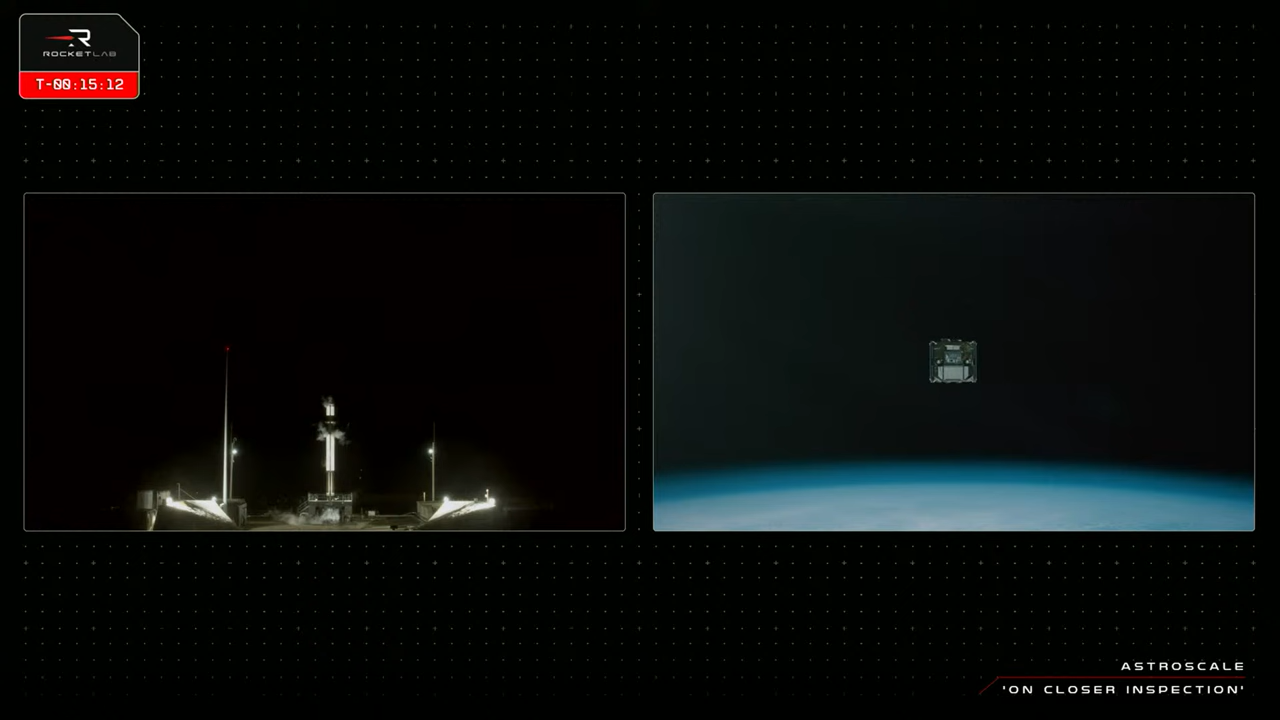 ROCKETLAB
T-00:15:12
ASTROSCALE
'ON CLOSER INSPECTION'